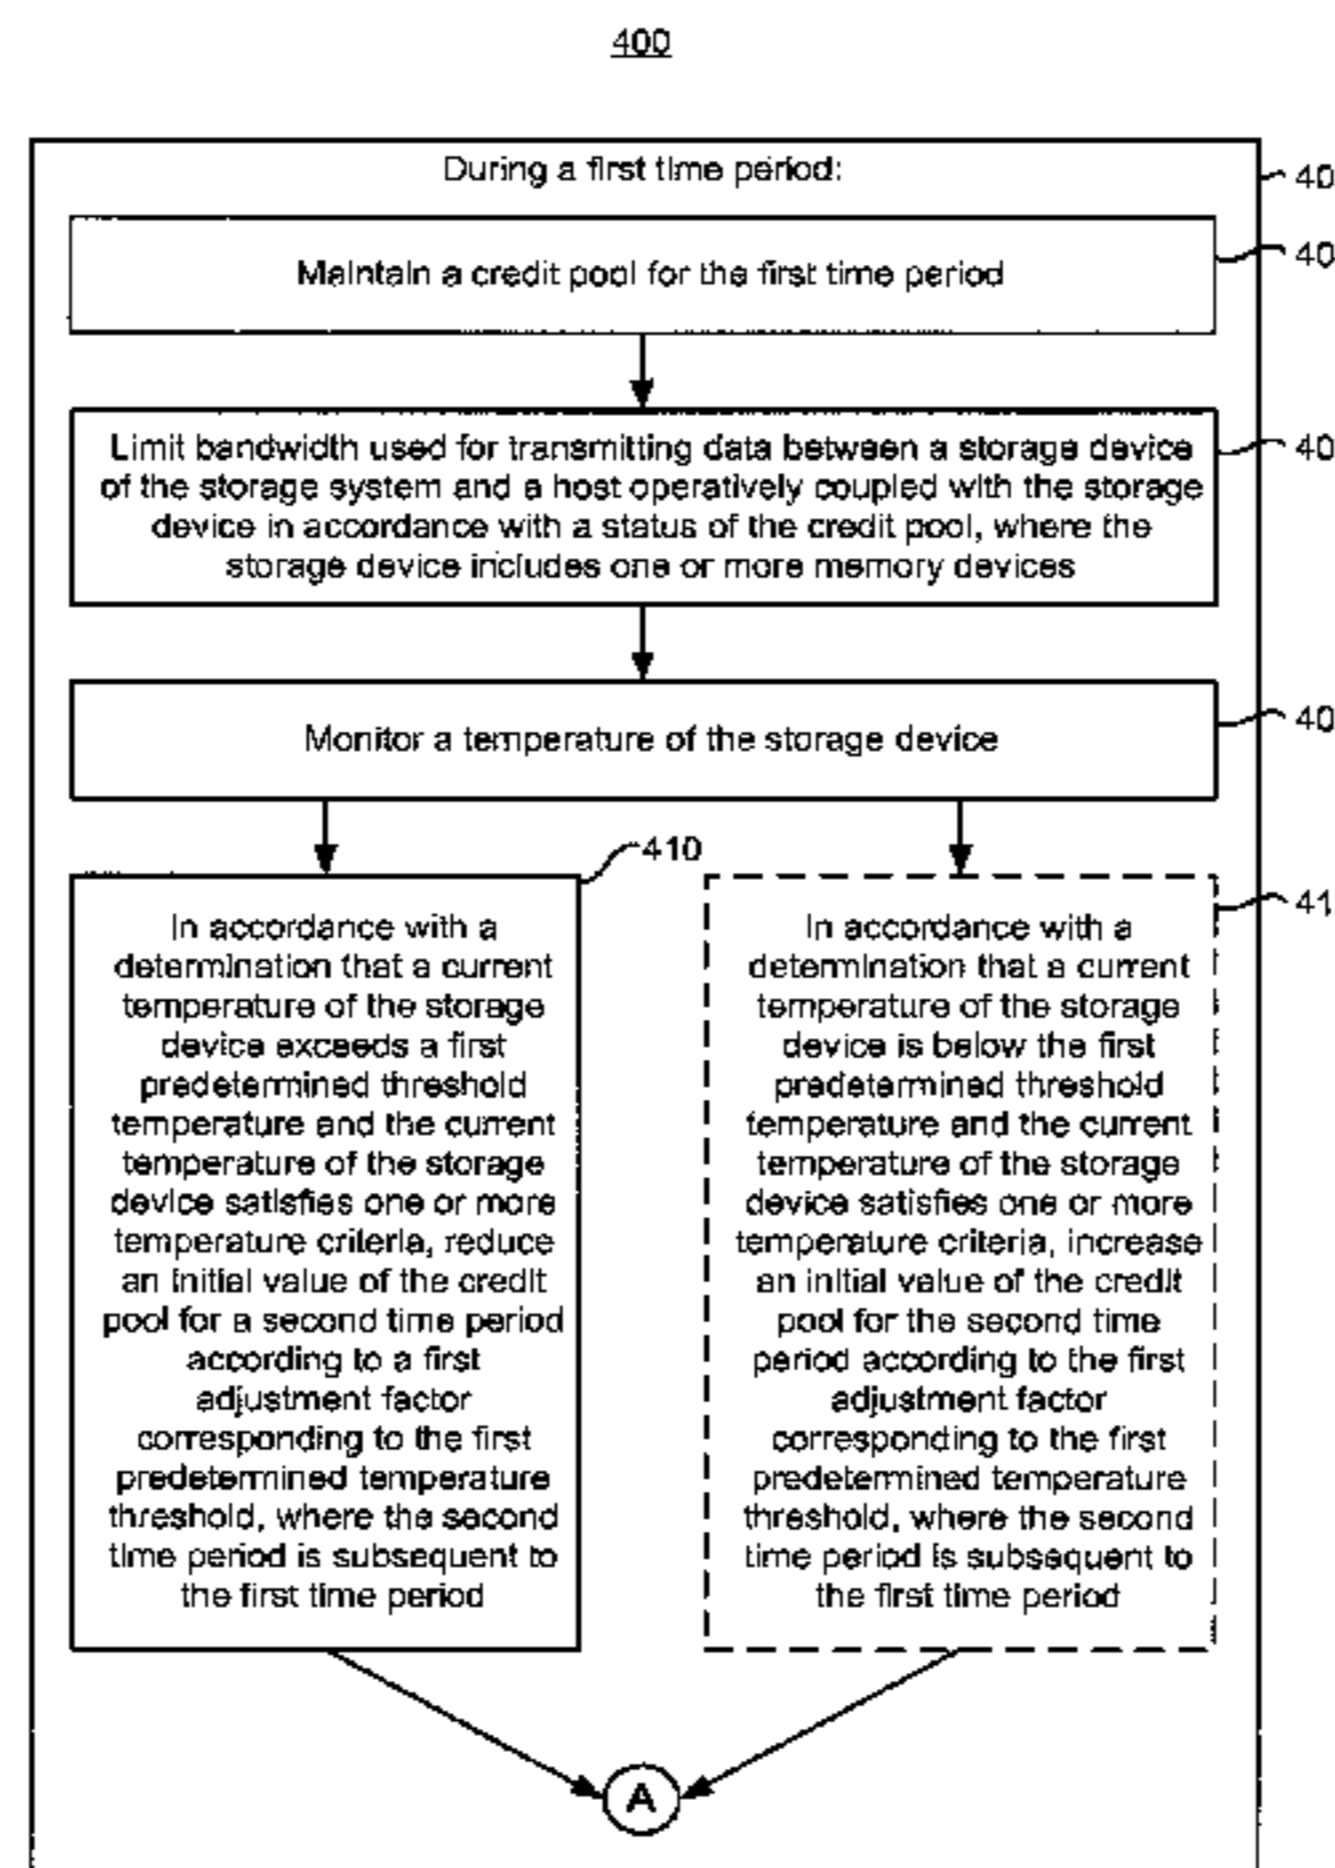 400
During a first time period:
40
Maintain a credit pool for the first time period
40
Limit bandwidth used for transmitting data between a storage device
of the storage system and a host operatively coupled with the storage
device in accordance with a status of the credit pool, where the
storage device includes one or more memory devices
40
Monitor a temperature of the storage device
40
410
In accordance with a
determination that a current
temperature of the storage
device exceeds a first
predetermined threshold
temperature and the current
temperature of the storage
device satisfies one or more
temperature criteria, reduce
an initial value of the credit
pool for a second time period
according to a first
adjustment factor
corresponding to the first
predetermined temperature
threshold, where the second
time period is subsequent to
the first time period
41
In accordance with a
determination that a current
temperature of the storage
device is below the first
predetermined threshold
temperature and the current
temperature of the storage
device satisfies one or more
temperature criteria, increase
an initial value of the credit
pool for the second time
period according to the first
adjustment factor
corresponding to the first
predetermined temperature
threshold, where the second
time period is subsequent to
the first time period
A